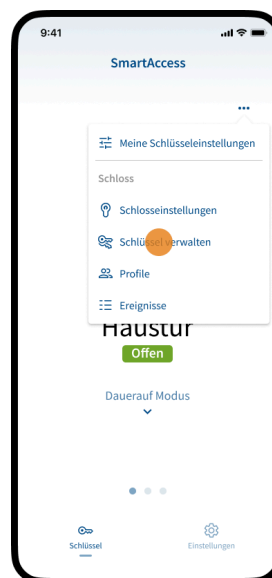 9:41
SmartAccess
Meine Schlüsseleinstellungen
Schloss
Schlosseinstellungen
Schlüssel verwalten
Profile
Ereignisse
Haustür
Offen
Dauerauf Modus
Schlüssel
Einstellungen